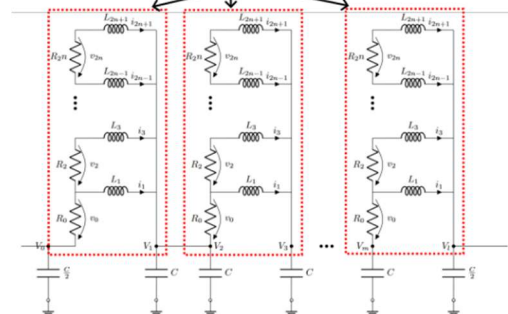 L₂ₙ₊₁ i₂ₙ₊₁ L₂ₙ₊₁ i₂ₙ₊₁ L₂ₙ₊₁ i₂ₙ₊₁
R₂n v₂ₙ R₂n v₂ₙ R₂n v₂ₙ
L₂ₙ₋₁ i₂ₙ₋₁ L₂ₙ₋₁ i₂ₙ₋₁ L₂ₙ₋₁ i₂ₙ₋₁
L₃ i₃ L₃ i₃ L₃ i₃
R₂ v₂ R₂ v₂ R₂ v₂
L₁ i₁ L₁ i₁ L₁ i₁
R₀ v₀ R₀ v₀ R₀ v₀
V₀ V₁ V₂ V₃ ... Vₘ Vₗ
C/2 C C C C C/2